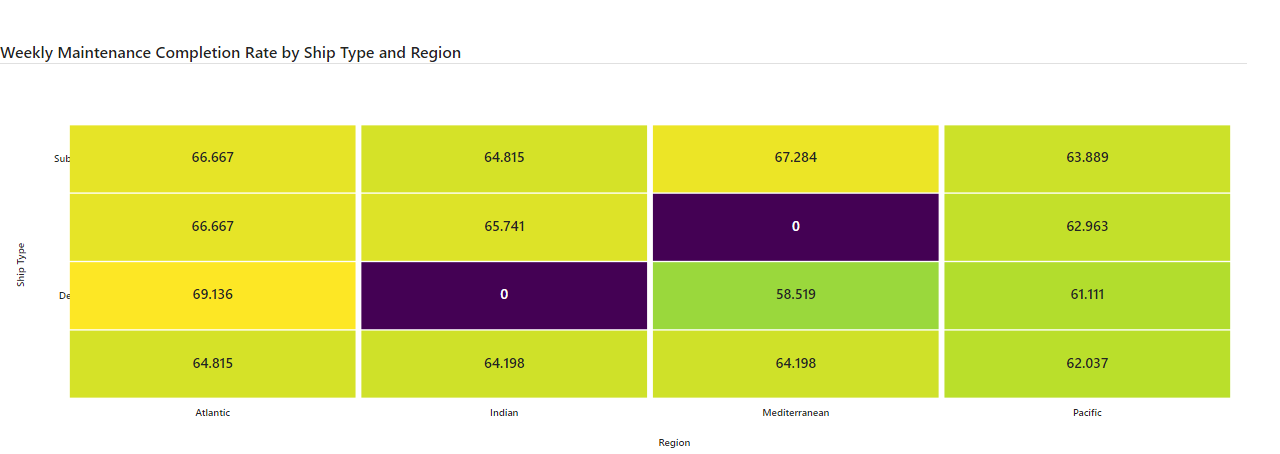 Weekly Maintenance Completion Rate by Ship Type and Region
Sub
66.667
64.815
67.284
63.889
66.667
65.741
0
62.963
Ship Type
De
69.136
0
58.519
61.111
64.815
64.198
64.198
62.037
Atlantic
Indian
Mediterranean
Pacific
Region